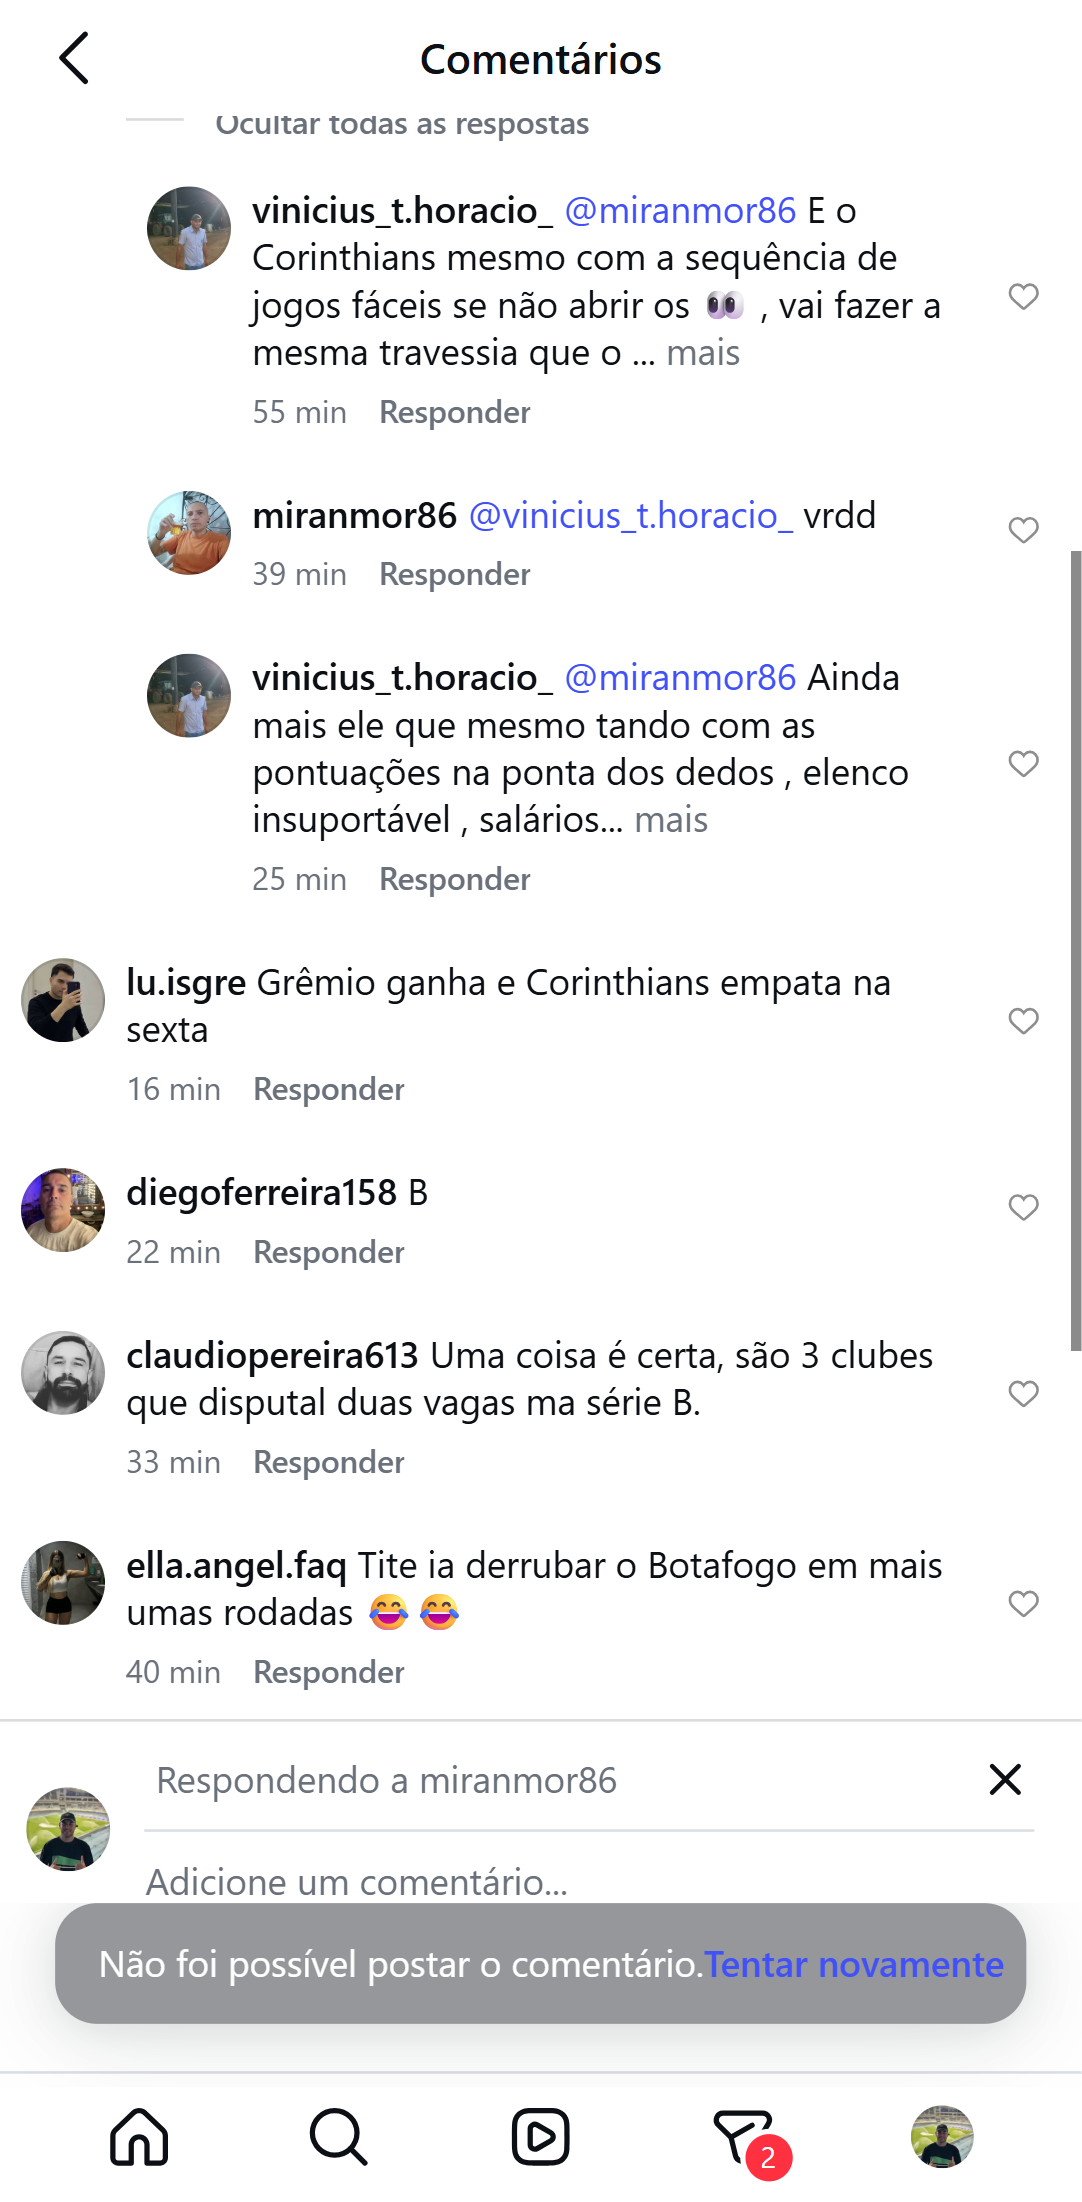 Comentários
Ocultar todas as respostas
vinicius_t.horacio_ @miranmor86 E o
Corinthians mesmo com a sequência de
jogos fáceis se não abrir os 👀 , vai fazer a
mesma travessia que o ... mais
55 min Responder
miranmor86 @vinicius_t.horacio_ vrdd
39 min Responder
vinicius_t.horacio_ @miranmor86 Ainda
mais ele que mesmo tando com as
pontuações na ponta dos dedos , elenco
insuportável , salários... mais
25 min Responder
lu.isgre Grêmio ganha e Corinthians empata na
sexta
16 min Responder
diegoferreira158 B
22 min Responder
claudiopereira613 Uma coisa é certa, são 3 clubes
que disputal duas vagas ma série B.
33 min Responder
ella.angel.faq Tite ia derrubar o Botafogo em mais
umas rodadas 😂😂
40 min Responder
Respondendo a miranmor86
Adicione um comentário...
Não foi possível postar o comentário.Tentar novamente
2